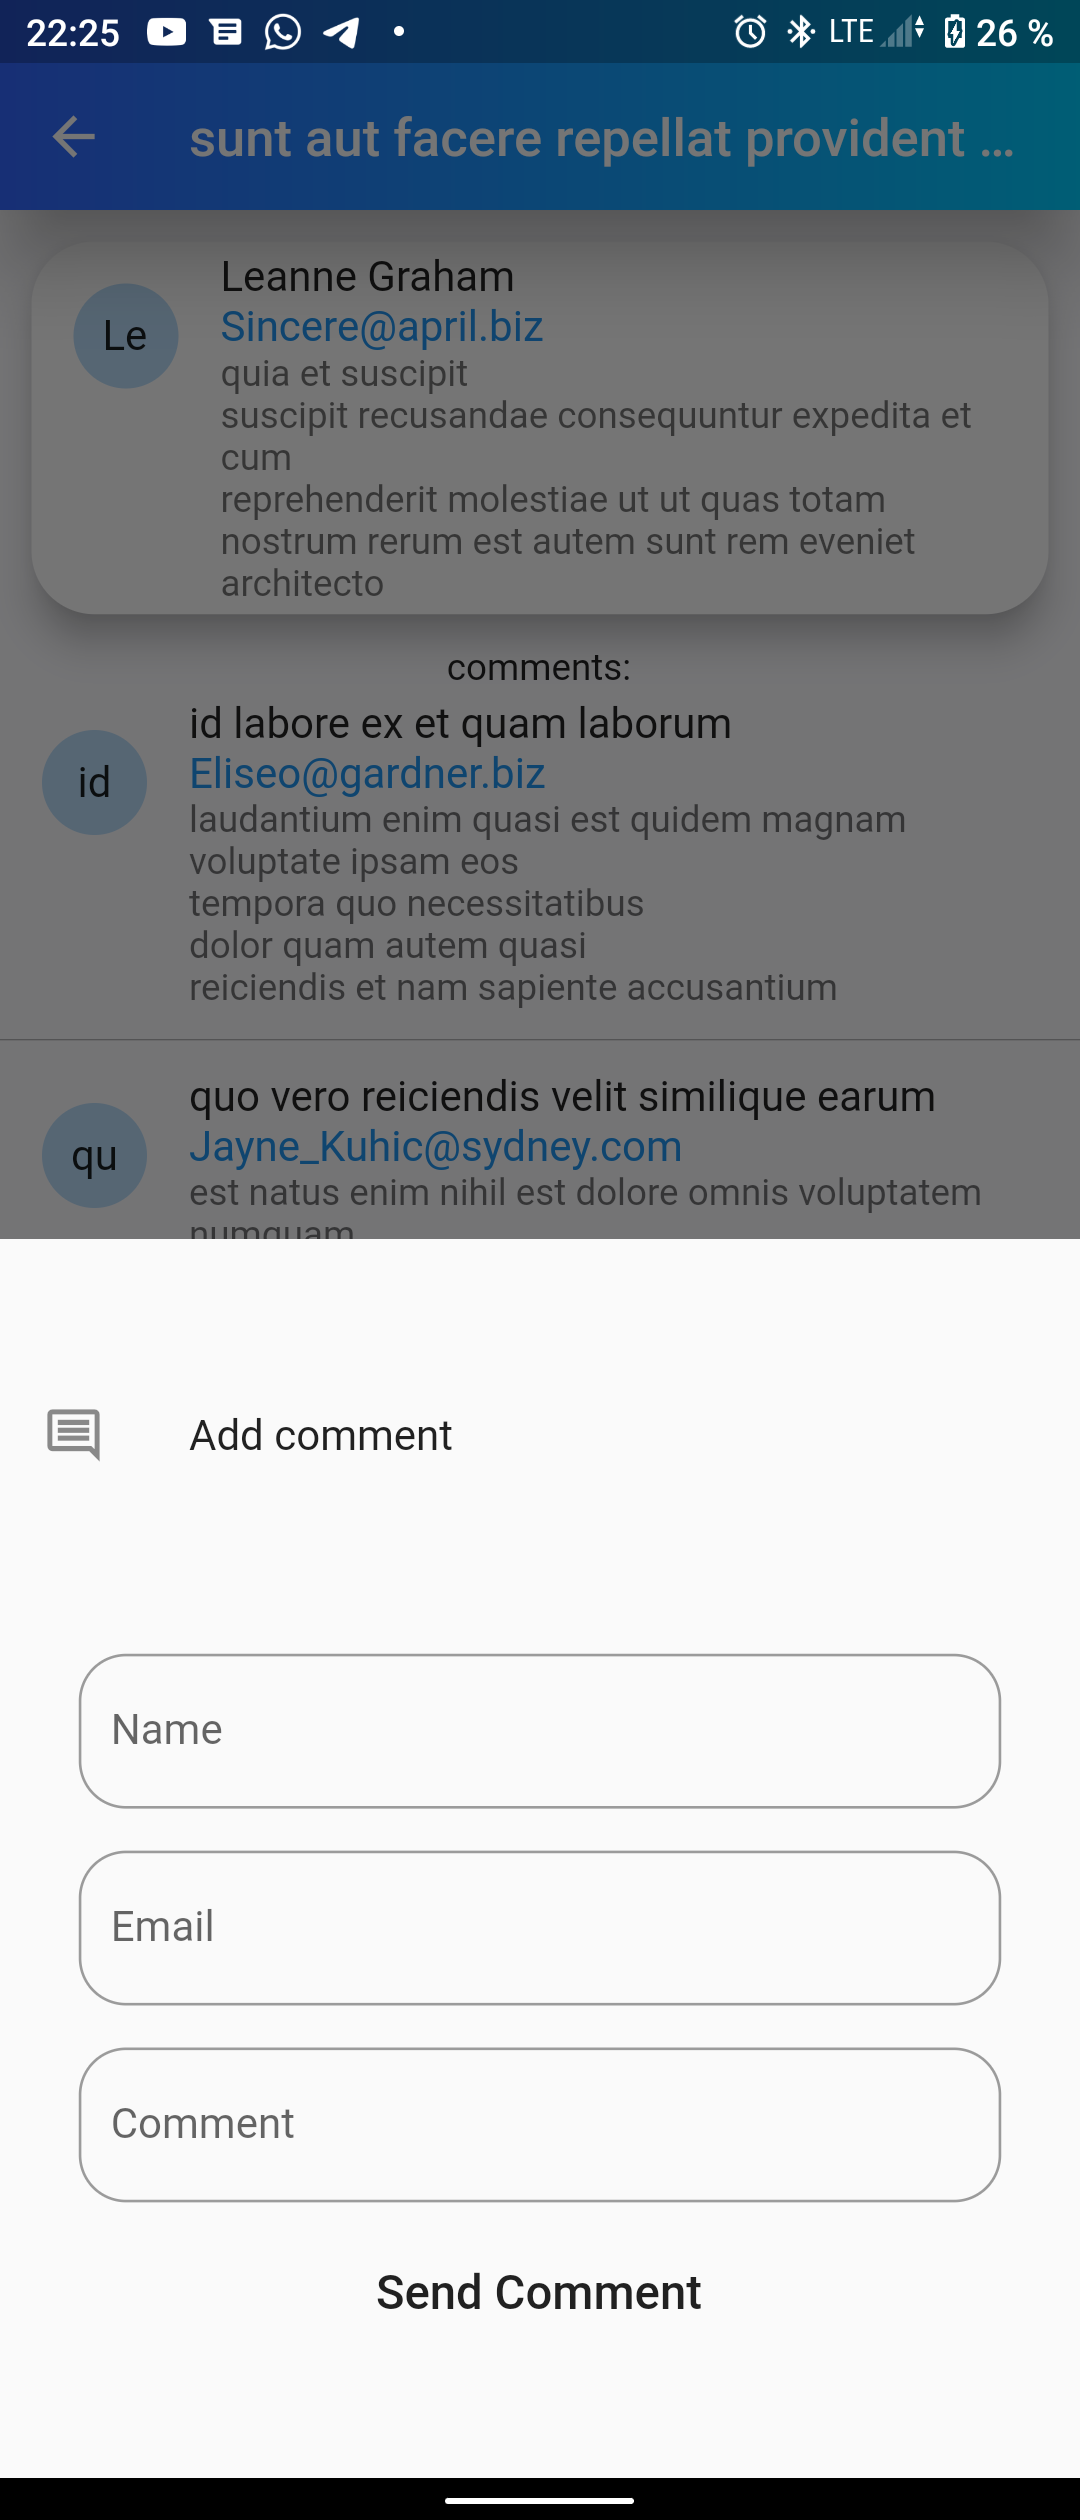 22:25 LTE 26 %
sunt aut facere repellat provident ...
Leanne Graham
Le
Sincere@april.biz
quia et suscipit
suscipit recusandae consequuntur expedita et
cum
reprehenderit molestiae ut ut quas totam
nostrum rerum est autem sunt rem eveniet
architecto
comments:
id labore ex et quam laborum
id
Eliseo@gardner.biz
laudantium enim quasi est quidem magnam
voluptate ipsam eos
tempora quo necessitatibus
dolor quam autem quasi
reiciendis et nam sapiente accusantium
quo vero reiciendis velit similique earum
qu
Jayne_Kuhic@sydney.com
est natus enim nihil est dolore omnis voluptatem
numquam
Add comment
Name
Email
Comment
Send Comment